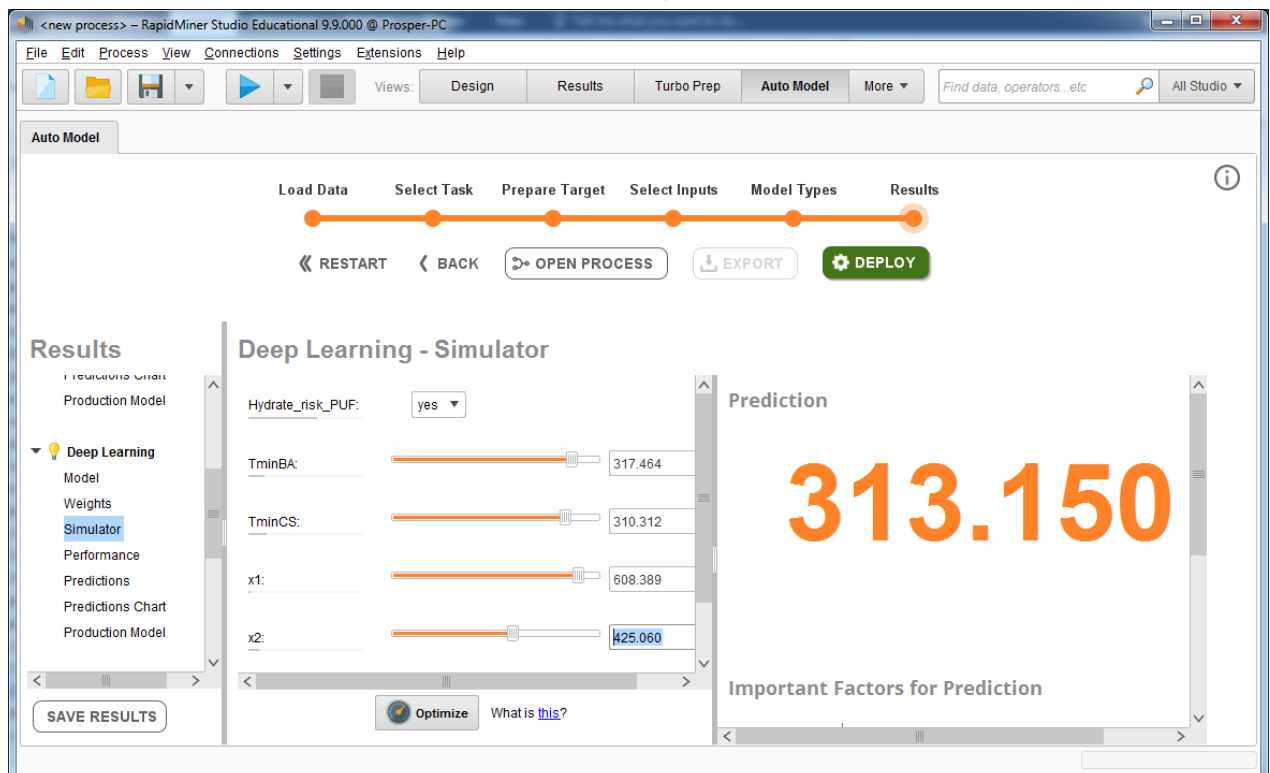 <new process> – RapidMiner Studio Educational 9.9.000 @ Prosper-PC
File Edit Process View Connections Settings Extensions Help
Views: Design Results Turbo Prep Auto Model More Find data, operators...etc All Studio
Auto Model
Load Data Select Task Prepare Target Select Inputs Model Types Results
RESTART BACK OPEN PROCESS EXPORT DEPLOY
Results
Predictions Chart
Production Model
Deep Learning
Model
Weights
Simulator
Performance
Predictions
Predictions Chart
Production Model
SAVE RESULTS
Deep Learning - Simulator
Hydrate_risk_PUF: yes
TminBA: 317.464
TminCS: 310.312
x1: 608.389
x2: 425.060
Optimize What is this?
Prediction
313.150
Important Factors for Prediction